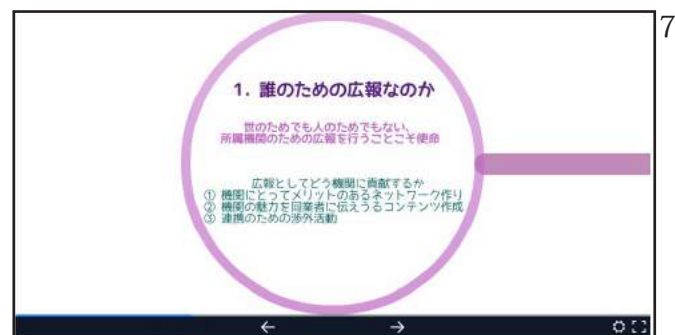 7
1. 誰のための広報なのか
世のためでも人のためでもない、
所属機関のための広報を行うことこそ使命
広報としてどう機関に貢献するか
① 機関にとってメリットのあるネットワーク作り
② 機関の魅力を同業者に伝えうるコンテンツ作成
③ 連携のための渉外活動